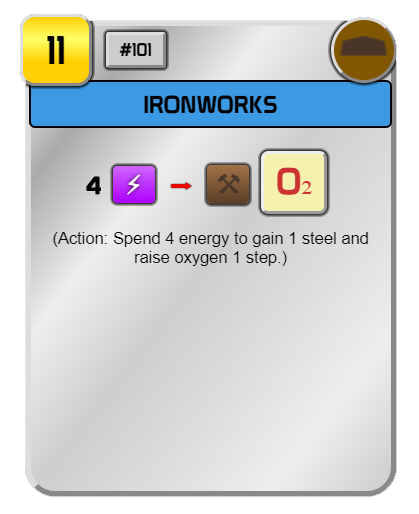 11
#101
IRONWORKS
4 → O2
(Action: Spend 4 energy to gain 1 steel and
raise oxygen 1 step.)